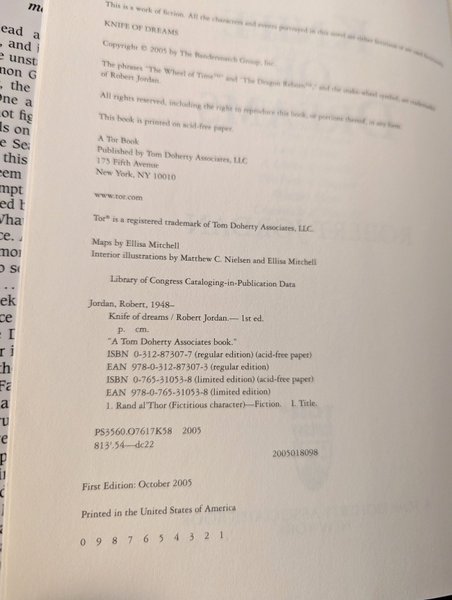 This is a work of fiction. All the characters and events portrayed in this novel are either fictitious or are used fictitiously.
KNIFE OF DREAMS
Copyright © 2005 by The Bandersnatch Group, Inc.
The phrases "The Wheel of Time™" and "The Dragon Reborn™," and the snake-wheel symbol, are trademarks
of Robert Jordan.
All rights reserved, including the right to reproduce this book, or portions thereof, in any form.
This book is printed on acid-free paper.
A Tor Book
Published by Tom Doherty Associates, LLC
175 Fifth Avenue
New York, NY 10010
www.tor.com
Tor® is a registered trademark of Tom Doherty Associates, LLC.
Maps by Ellisa Mitchell
Interior illustrations by Matthew C. Nielsen and Ellisa Mitchell
Library of Congress Cataloging-in-Publication Data
Jordan, Robert, 1948–
Knife of dreams / Robert Jordan.— 1st ed.
p. cm.
"A Tom Doherty Associates book."
ISBN 0-312-87307-7 (regular edition) (acid-free paper)
EAN 978-0-312-87307-3 (regular edition)
ISBN 0-765-31053-8 (limited edition) (acid-free paper)
EAN 978-0-765-31053-8 (limited edition)
1. Rand al'Thor (Fictitious character)—Fiction. I. Title.
PS3560.O7617K58 2005
813'.54—dc22
2005018098
First Edition: October 2005
Printed in the United States of America
0 9 8 7 6 5 4 3 2 1